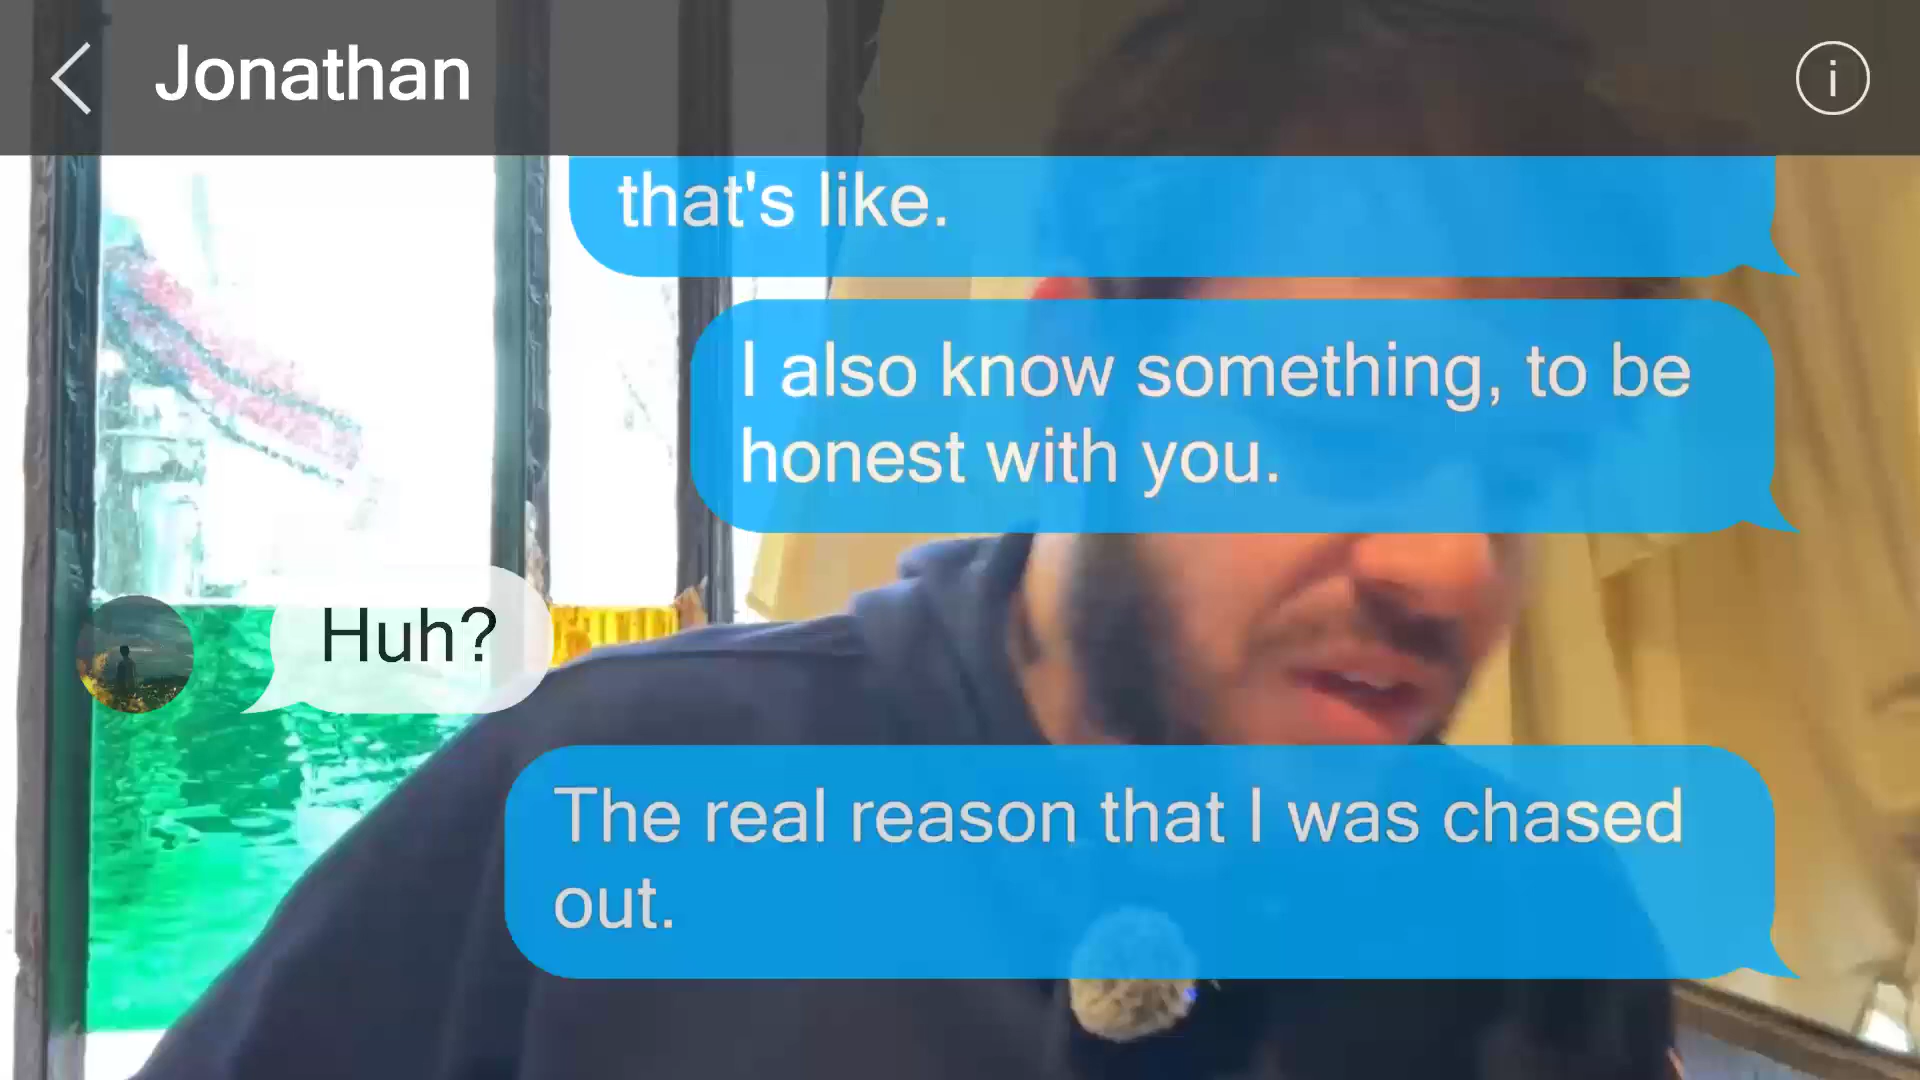 Jonathan
that's like.
I also know something, to be
honest with you.
Huh?
The real reason that I was chased
out.